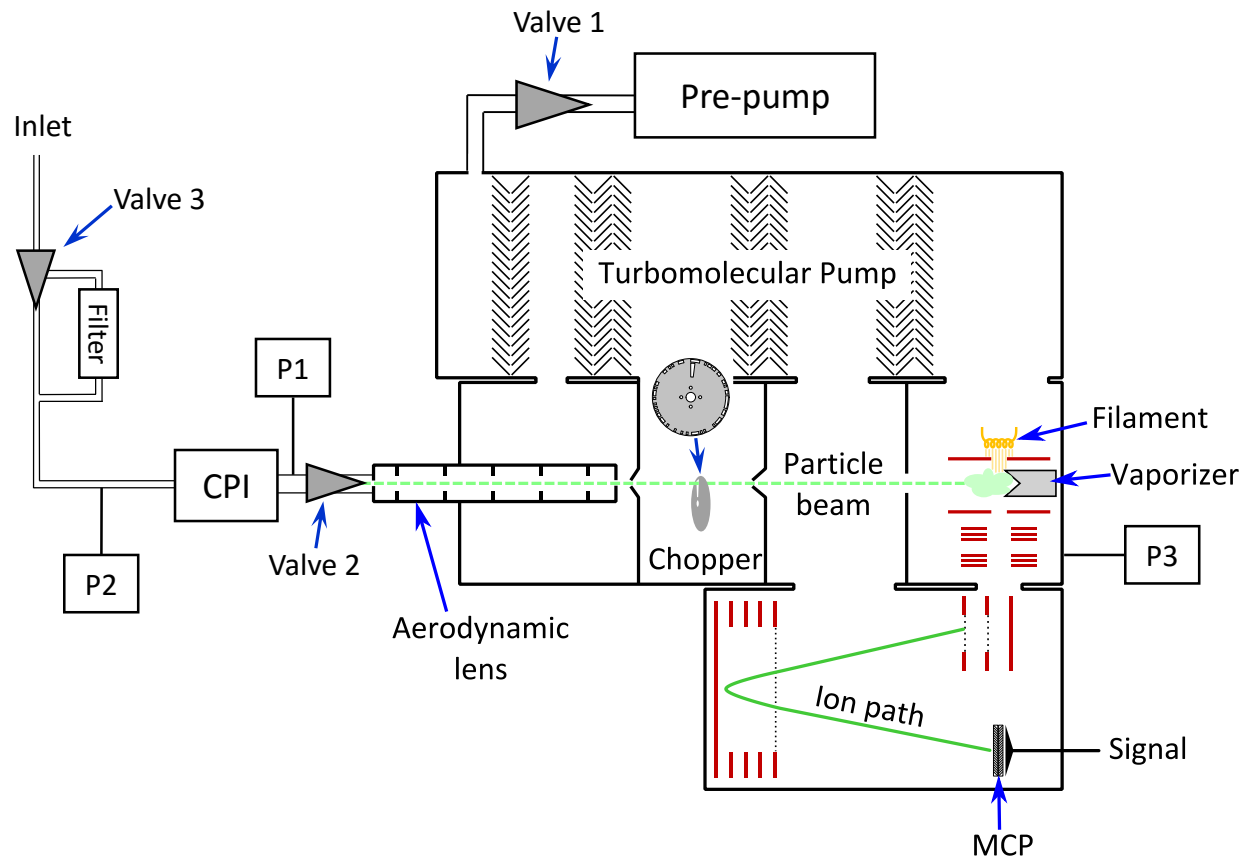 Valve 1
Pre-pump
Inlet
Valve 3
Turbomolecular Pump
Filter
P1
Filament
Particle
beam
Vaporizer
CPI
Valve 2
Chopper
P2
P3
Aerodynamic
lens
Ion path
Signal
MCP